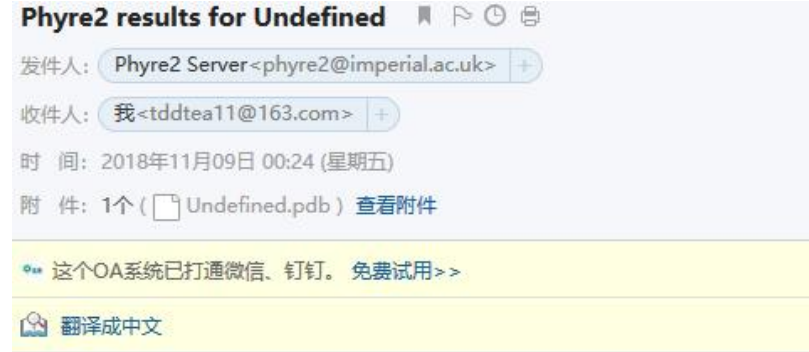 Phyre2 results for Undefined
发件人: Phyre2 Server<phyre2@imperial.ac.uk> +
收件人: 我<tddtea11@163.com> +
时 间: 2018年11月09日 00:24 (星期五)
附 件: 1个 ( Undefined.pdb ) 查看附件
这个OA系统已打通微信、钉钉。 免费试用>>
翻译成中文